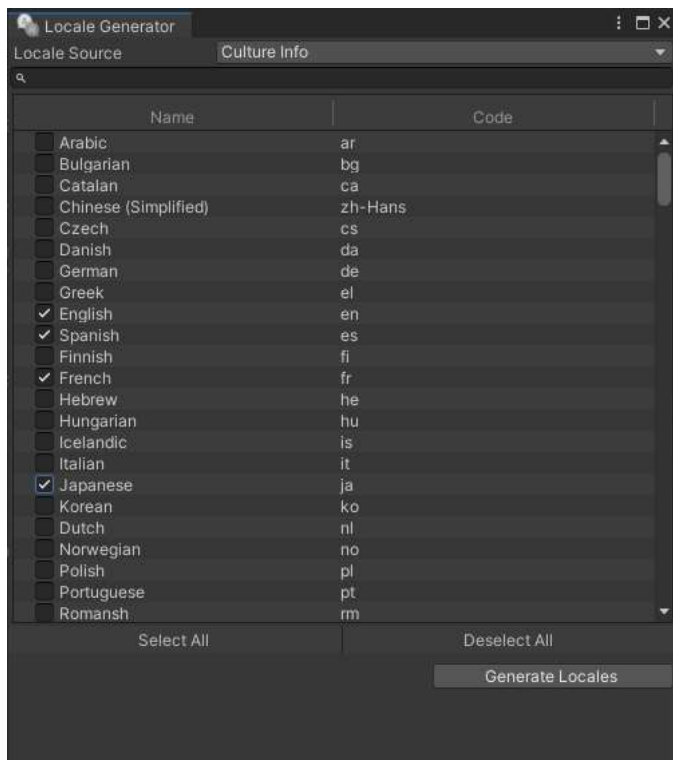 Locale Generator
Locale Source Culture Info
Name Code
Arabic ar
Bulgarian bg
Catalan ca
Chinese (Simplified) zh-Hans
Czech cs
Danish da
German de
Greek el
English en
Spanish es
Finnish fi
French fr
Hebrew he
Hungarian hu
Icelandic is
Italian it
Japanese ja
Korean ko
Dutch nl
Norwegian no
Polish pl
Portuguese pt
Romansh rm
Select All Deselect All
Generate Locales